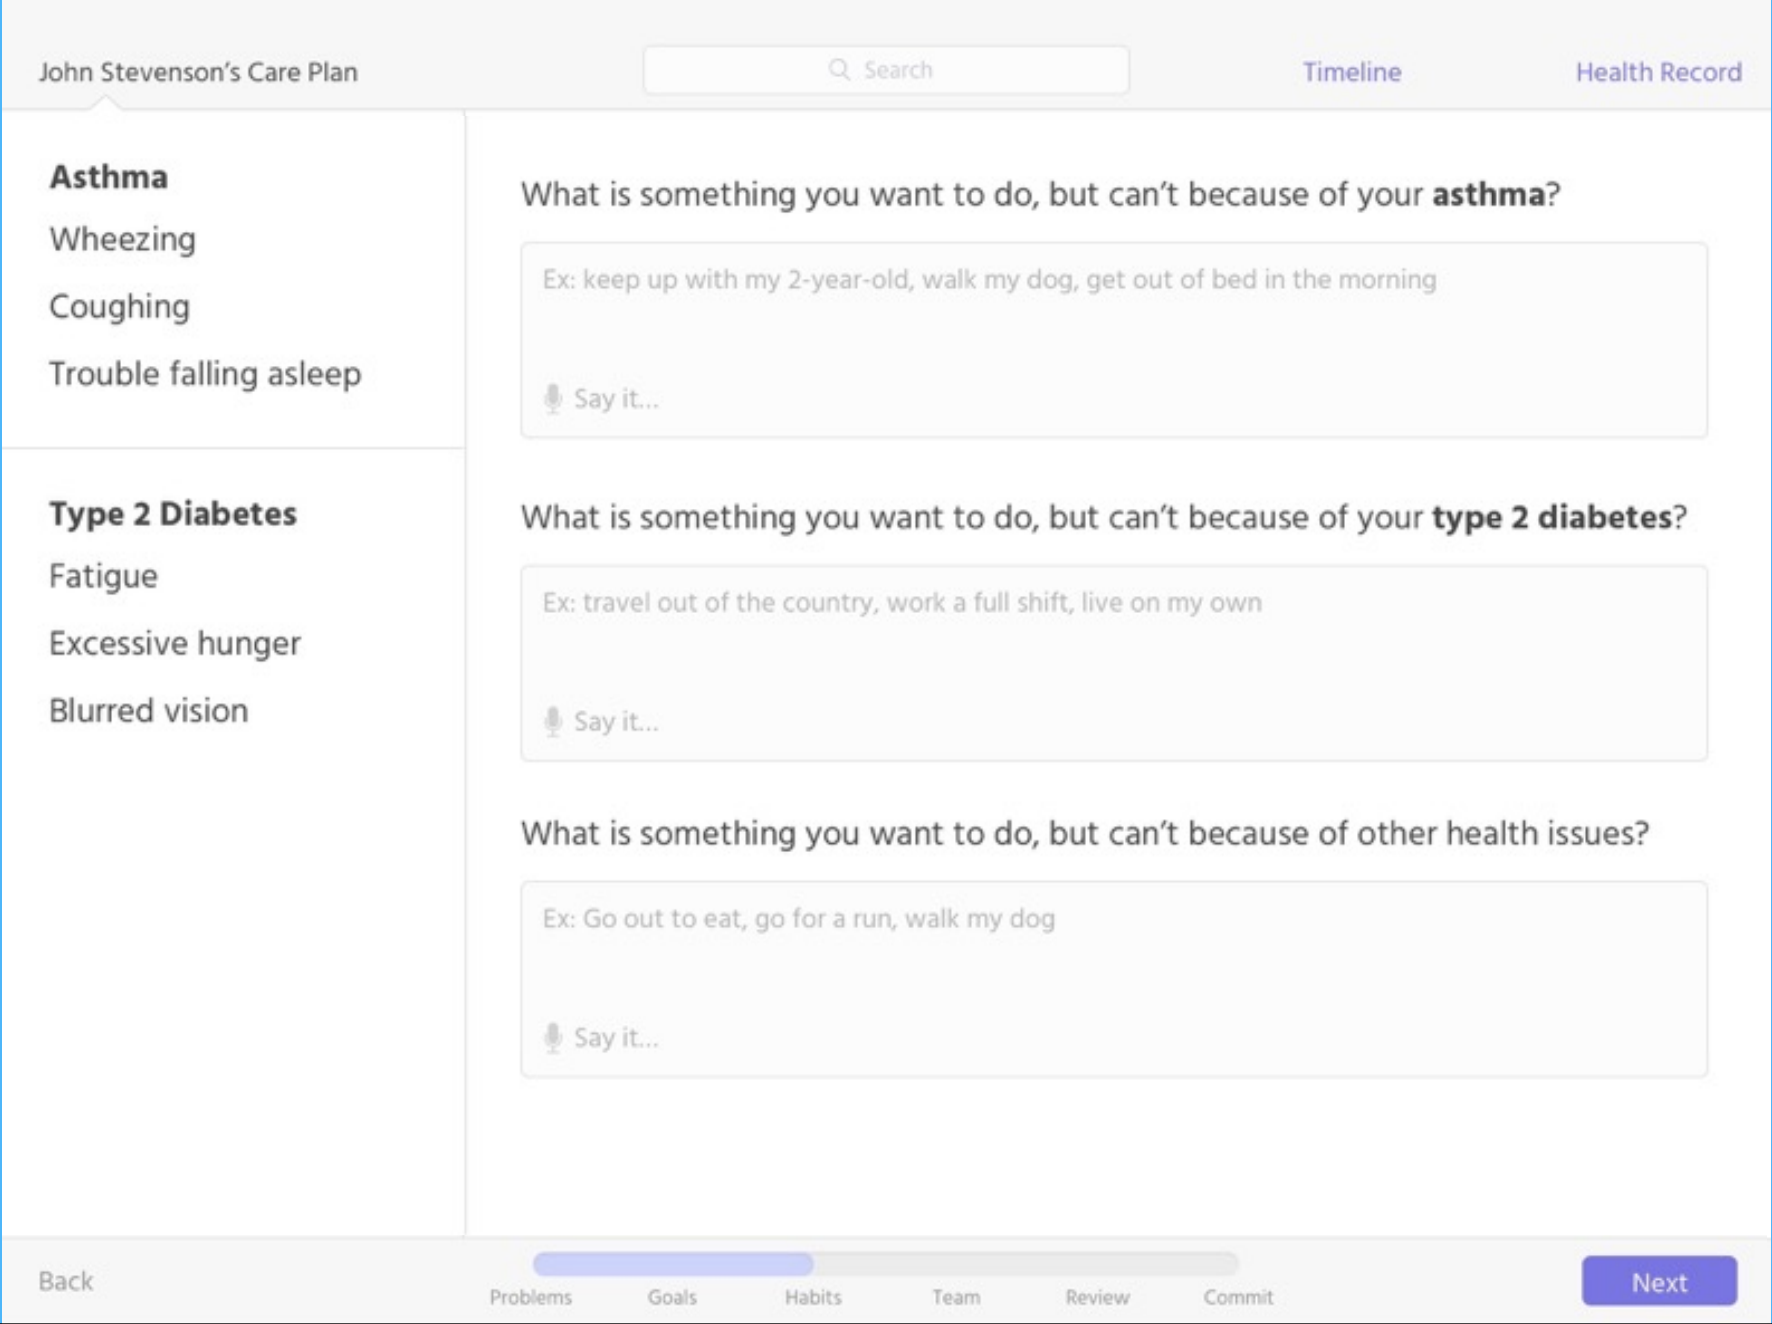 John Stevenson’s Care Plan
Search
Timeline
Health Record
Asthma
Wheezing
Coughing
Trouble falling asleep
Type 2 Diabetes
Fatigue
Excessive hunger
Blurred vision
What is something you want to do, but can’t because of your asthma?
Ex: keep up with my 2-year-old, walk my dog, get out of bed in the morning
Say it...
What is something you want to do, but can’t because of your type 2 diabetes?
Ex: travel out of the country, work a full shift, live on my own
Say it...
What is something you want to do, but can’t because of other health issues?
Ex: Go out to eat, go for a run, walk my dog
Say it...
Back
Problems
Goals
Habits
Team
Review
Commit
Next